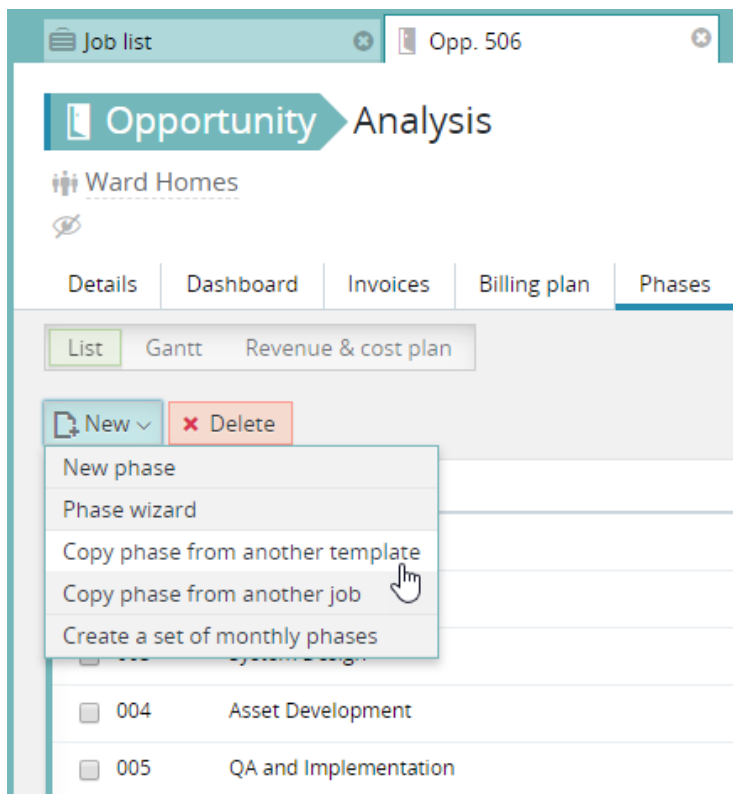 Job list
Opp. 506
Opportunity Analysis
Ward Homes
Details Dashboard Invoices Billing plan Phases
List Gantt Revenue & cost plan
New Delete
New phase
Phase wizard
Copy phase from another template
Copy phase from another job
Create a set of monthly phases
004 Asset Development
005 QA and Implementation